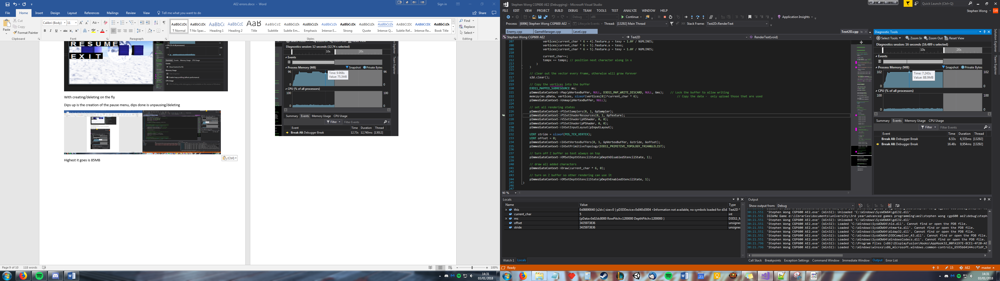 AE2 errors.docx - Word
Sign in
File Home Insert Design Layout References Mailings Review View Tell me what you want to do Share
Paste
Cut
Copy
Format Painter
Calibri (Body) 11
Clipboard Font Paragraph Styles Editing
¶ Normal ¶ No Spac... Heading 1 Heading 2 Title Subtitle Subtle Em... Emphasis Intense E... Strong Quote Intense Q... Subtle Ref... Intense Re... Book Title
Find
Replace
Select
RESUME
EXIT
With creating/deleting on the fly
Dips up is the creation of the pause menu, dips done is unpausing/deleting
(Ctrl)
Highest it goes is 85MB
Diagnostics session: 12 seconds (12.74 s selected)
10s 20s
Events
Process Memory (MB) Snapshot Private Bytes
96 96
Time: 9.968s
Value: 75.3MB
0 0
CPU (% of all processors)
100 100
0 0
Summary Events Memory Usage CPU Usage
Filter Filter Events
Event Time Duration Thread
Break All: Debugger Break 12.73s 12,740ms [13012]
Team Explorer
Page 9 of 10 118 words
100%
14:31
03/01/2018
Stephen Wong CGP600 AE2 (Debugging) - Microsoft Visual Studio
Quick Launch (Ctrl+Q)
FILE EDIT VIEW PROJECT BUILD DEBUG TEAM TOOLS TEST ANALYZE WINDOW HELP
Stephen Wong SW
Debug x86 Continue Application Insights
Process: [6996] Stephen Wong CGP600 AE2 Lifecycle Events Thread: [13292] Main Thread Stack Frame: Text2D::RenderText
Enemy.cpp GameManager.cpp Level.cpp Text2D.cpp
Stephen Wong CGP600 AE2 Text2D RenderText(void)
207 vertices[current_char * 6 + 4].Texture.y = texy + 1.0f / NUMLINES;
208 vertices[current_char * 6 + 5].Texture.x = texx;
209 vertices[current_char * 6 + 5].Texture.y = texy + 1.0f / NUMLINES;
210
211 current_char++;
212 tempx += temps; // position next character along in x
213 }
214 }
215
216 // clear out the vector every frame, otherwise will grow forever
217 s2d.clear();
218
219 // Copy the vertices into the buffer
220 D3D11_MAPPED_SUBRESOURCE ms;
221 pImmediateContext->Map(pVertexBuffer, NULL, D3D11_MAP_WRITE_DISCARD, NULL, &ms); // Lock the buffer to allow writing
222 memcpy(ms.pData, vertices, sizeof(vertices[0])*current_char * 6); // Copy the data - only upload those that are used
223 pImmediateContext->Unmap(pVertexBuffer, NULL);
224
225 // set all rendering states
226 pImmediateContext->PSSetSamplers(0, 1, &pSampler);
227 pImmediateContext->PSSetShaderResources(0, 1, &pTexture);
228 pImmediateContext->VSSetShader(pVShader, 0, 0);
229 pImmediateContext->PSSetShader(pPShader, 0, 0);
230 pImmediateContext->IASetInputLayout(pInputLayout);
231
232 UINT stride = sizeof(POS_TEX_VERTEX);
233 UINT offset = 0;
234 pImmediateContext->IASetVertexBuffers(0, 1, &pVertexBuffer, &stride, &offset);
235 pImmediateContext->IASetPrimitiveTopology(D3D11_PRIMITIVE_TOPOLOGY_TRIANGLELIST);
236
237 // turn off Z buffer so text always on top
238 pImmediateContext->OMSetDepthStencilState(pDepthDisabledStencilState, 1);
239
240 // draw all added characters
241 pImmediateContext->Draw(current_char * 6, 0);
242
243 // turn on Z buffer so other rendering can use it
244 pImmediateContext->OMSetDepthStencilState(pDepthEnabledStencilState, 1);
245 }
246
247
90 %
Diagnostic Tools
Select Tools Zoom In Zoom Out Reset View
Diagnostics session: 16 seconds (16.489 s selected)
10s 20s
Events
Process Memory (MB) Snapshot Private Bytes
102 102
Time: 7.243s
Value: 88.9MB
0 0
CPU (% of all processors)
100 100
0 0
Summary Events Memory Usage CPU Usage
Filter Filter Events
Event Time Duration Thread
Break All: Debugger Break 6.53s 6,535ms [13292]
Break All: Debugger Break 16.48s 9,954ms [13292]
Solution Explorer Team Explorer
Locals
Name Value Type
this 0x08890040 {s2d={ size=0 } pD3DDevice=0x040d3004 <Information not available, no symbols loaded for d3d Text2D *
current_char 5 int
ms {pData=0x02dc8000 RowPitch=1200000 DepthPitch=1200000 } D3D11_M
offset 3435973836 unsigned
stride 3435973836 unsigned
Watch 1 Locals
Output
Show output from: Debug
30:21.551 'Stephen Wong CGP600 AE2.exe' (Win32): Unloaded 'C:\Windows\SysWOW64\gdi32.dll'
30:21.551 IGIWHW Game d:\libraries\documents\university\3rd year\advanced games programming\ae2\stephen wong cgp600 ae2\debug\steph
30:21.551 'Stephen Wong CGP600 AE2.exe' (Win32): Unloaded 'C:\Windows\SysWOW64\gdi32.dll'
30:21.551 'Stephen Wong CGP600 AE2.exe' (Win32): Loaded 'C:\Windows\SysWOW64\hid.dll'. Cannot find or open the PDB file.
30:21.551 'Stephen Wong CGP600 AE2.exe' (Win32): Loaded 'C:\Windows\SysWOW64\ntmarta.dll'. Cannot find or open the PDB file.
30:21.551 'Stephen Wong CGP600 AE2.exe' (Win32): Loaded 'C:\Windows\SysWOW64\Wldap32.dll'. Cannot find or open the PDB file.
30:21.551 'Stephen Wong CGP600 AE2.exe' (Win32): Loaded 'C:\Windows\SysWOW64\D3DCompiler_43.dll'. Cannot find or open the PDB file.
30:21.551 'Stephen Wong CGP600 AE2.exe' (Win32): Loaded 'C:\Windows\SysWOW64\WindowsCodecs.dll'. Cannot find or open the PDB file.
30:21.796 'Stephen Wong CGP600 AE2.exe' (Win32): Loaded 'C:\Program Files (x86)\DisplayFusion\Hooks\AppHook32_00FA197E-8CE1-4F20-AE
30:21.796 'Stephen Wong CGP600 AE2.exe' (Win32): Loaded 'C:\Windows\winsxs\x86_microsoft.windows.common-controls_6595b64144ccf1df_5
Call Stack Breakpoints Exception Settings Command Window Immediate Window Output Error List
Ready
0 15 AE2 master
14:31
03/01/2018